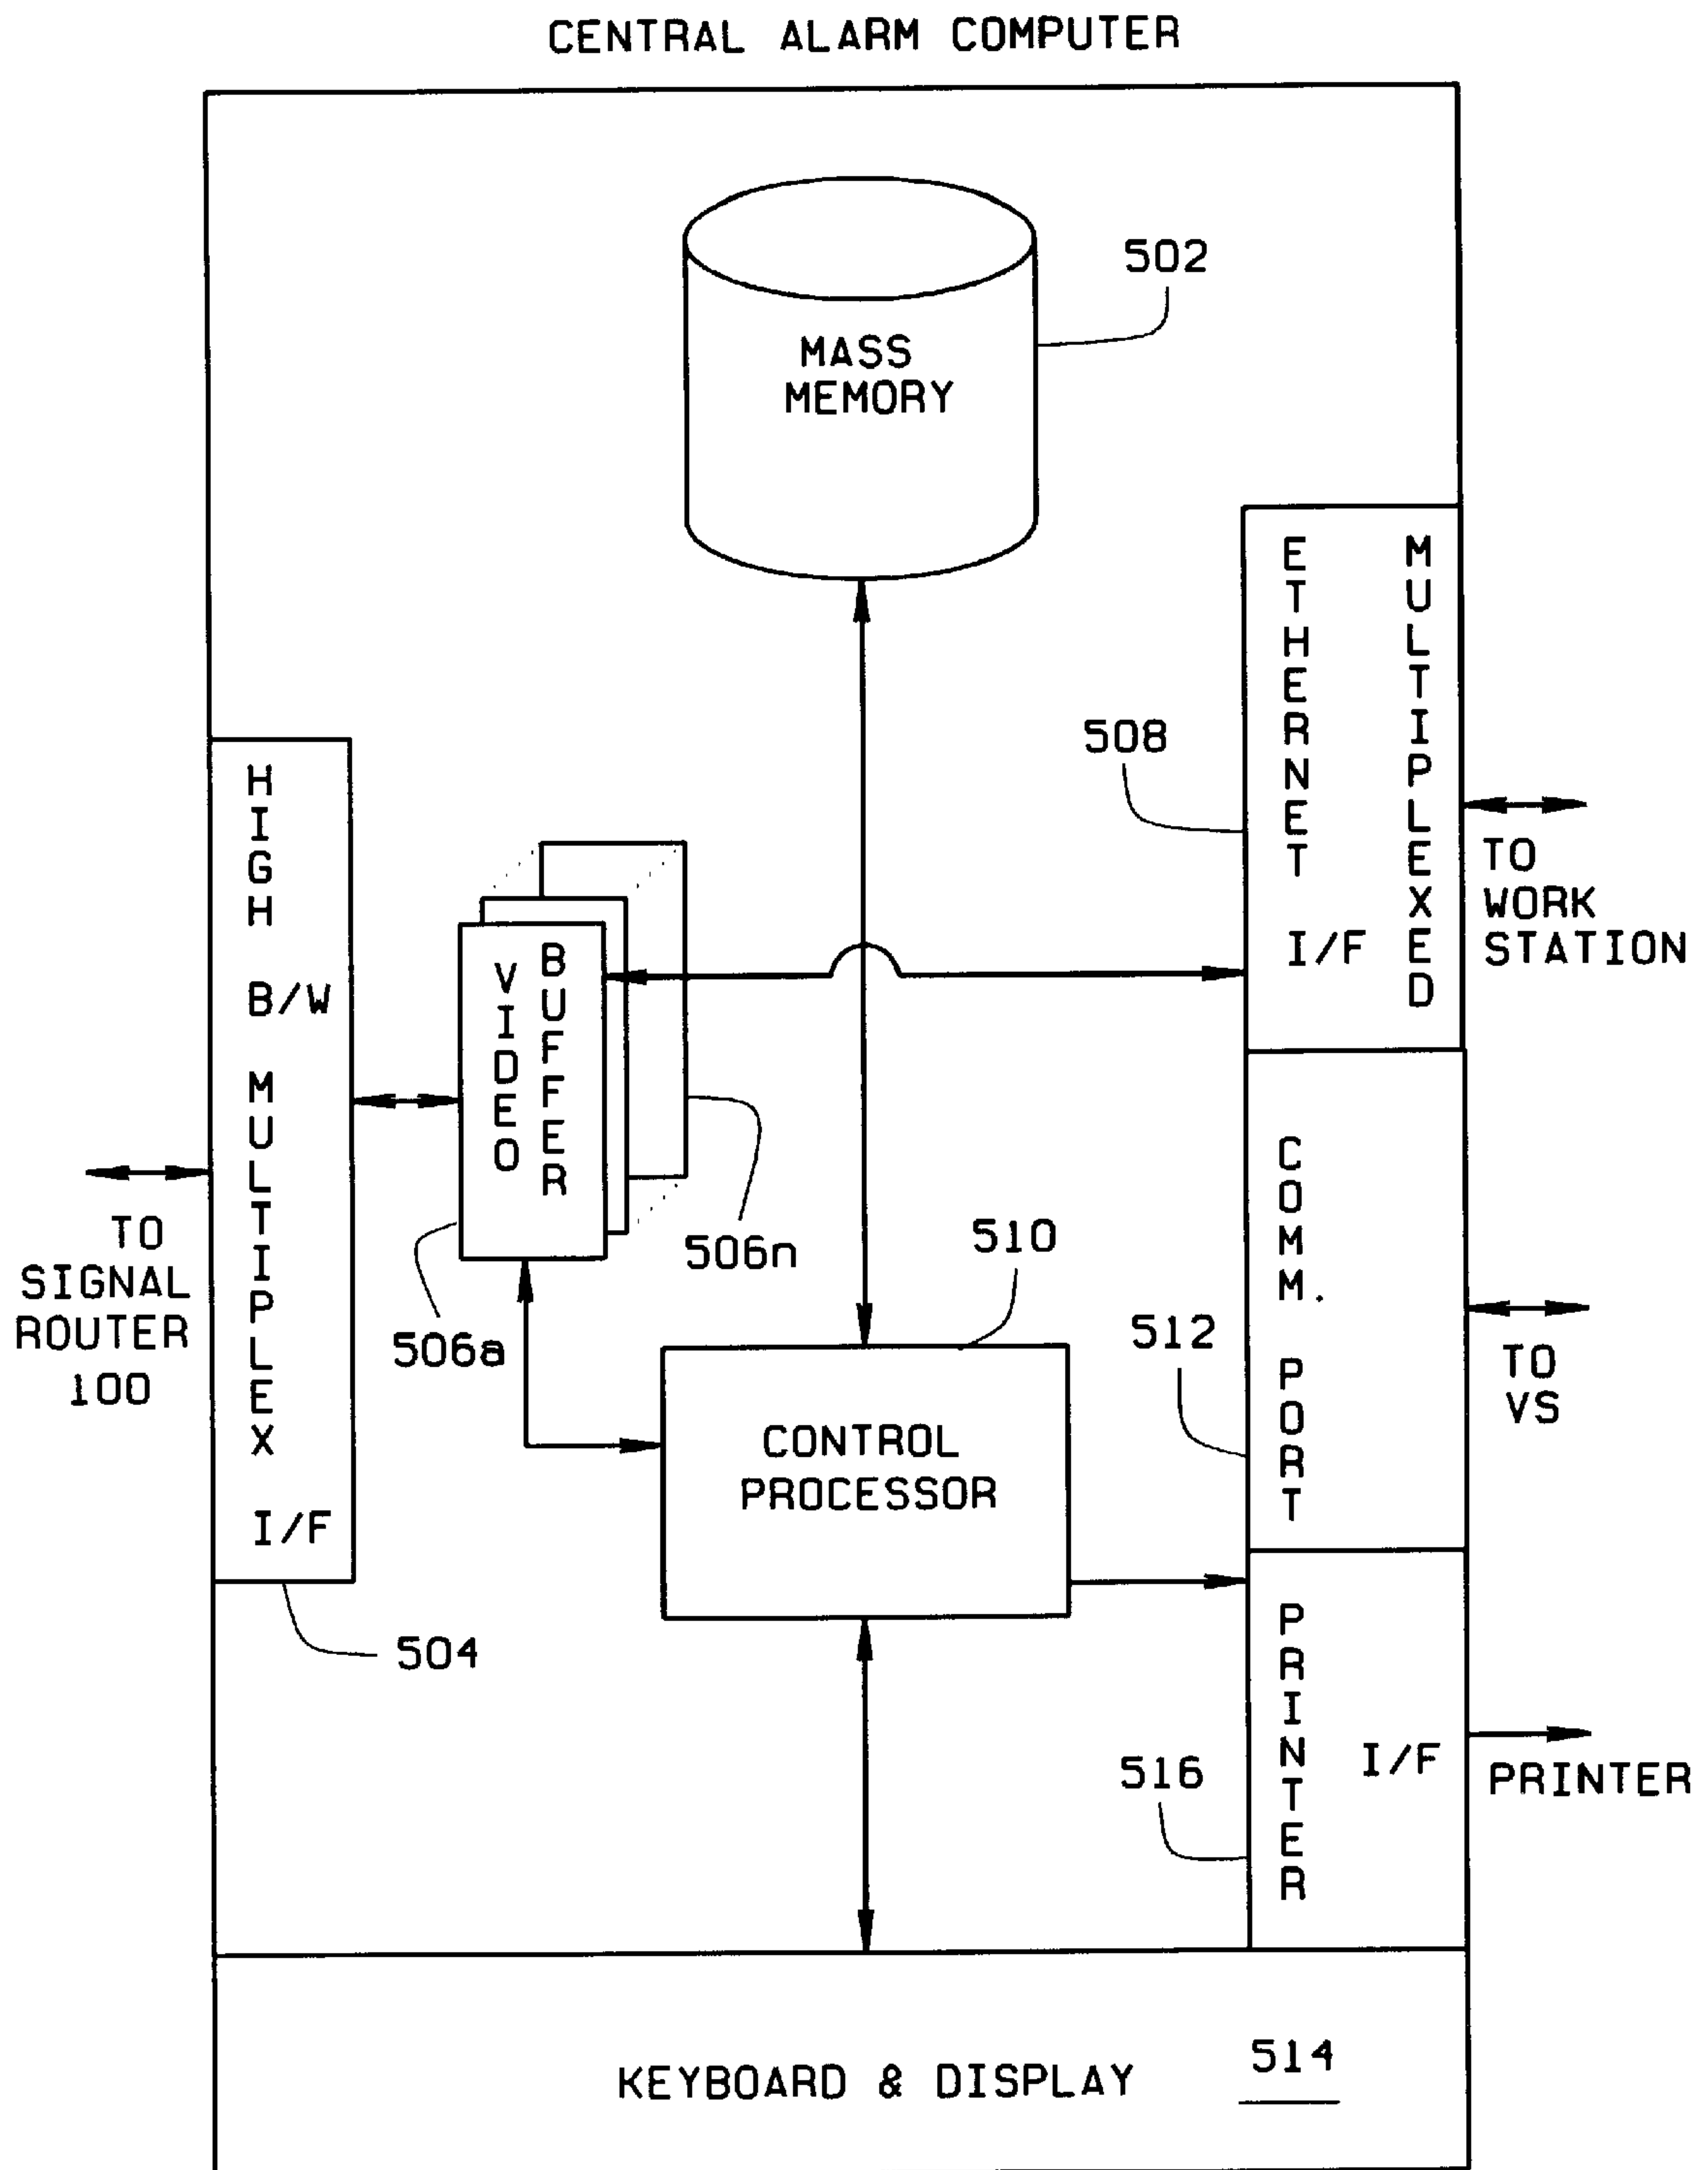 CENTRAL ALARM COMPUTER
502
MASS
MEMORY
ETHERNET I/F
MULTIPLEXED
508
TO
WORK
STATION
HIGH B/W MULTIPLEX I/F
VIDEO
BUFFER
506n
506a
TO
SIGNAL
ROUTER
100
510
CONTROL
PROCESSOR
COMM. PORT
512
TO
VS
504
PRINTER
I/F
516
PRINTER
KEYBOARD & DISPLAY
514